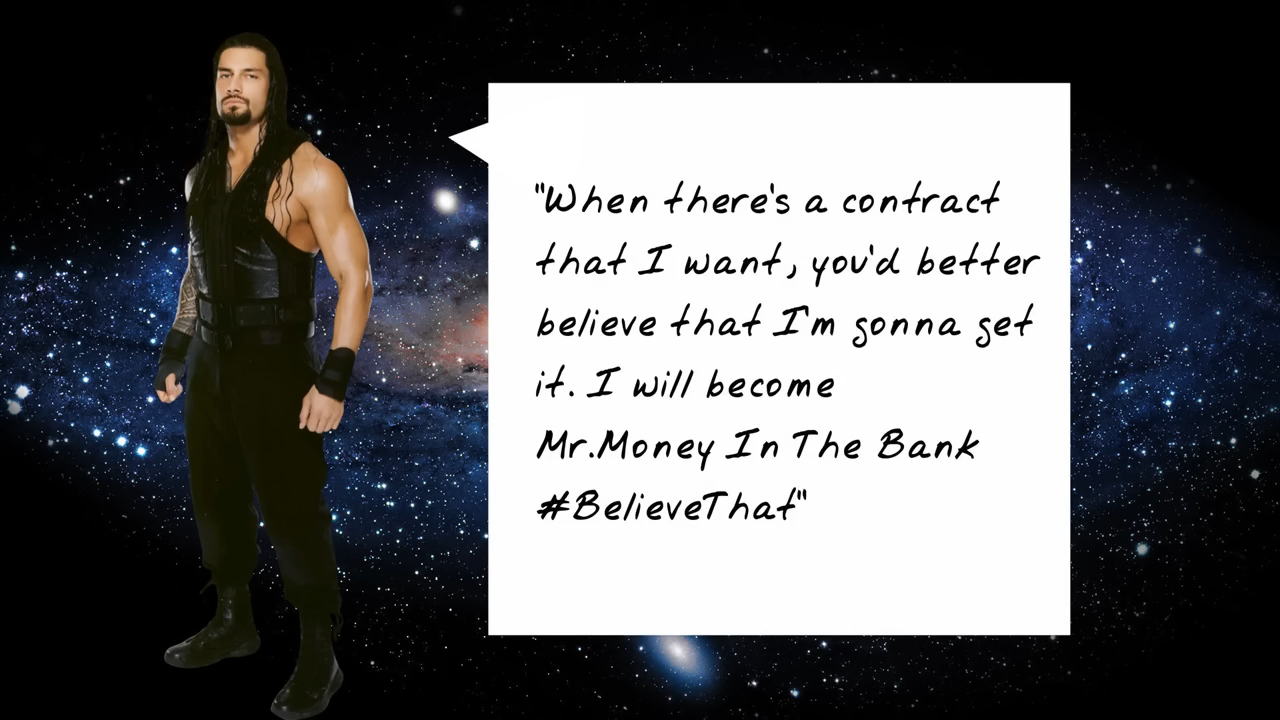 "When there's a contract
that I want, you'd better
believe that I'm gonna get
it. I will become
Mr.Money In The Bank
#BelieveThat"